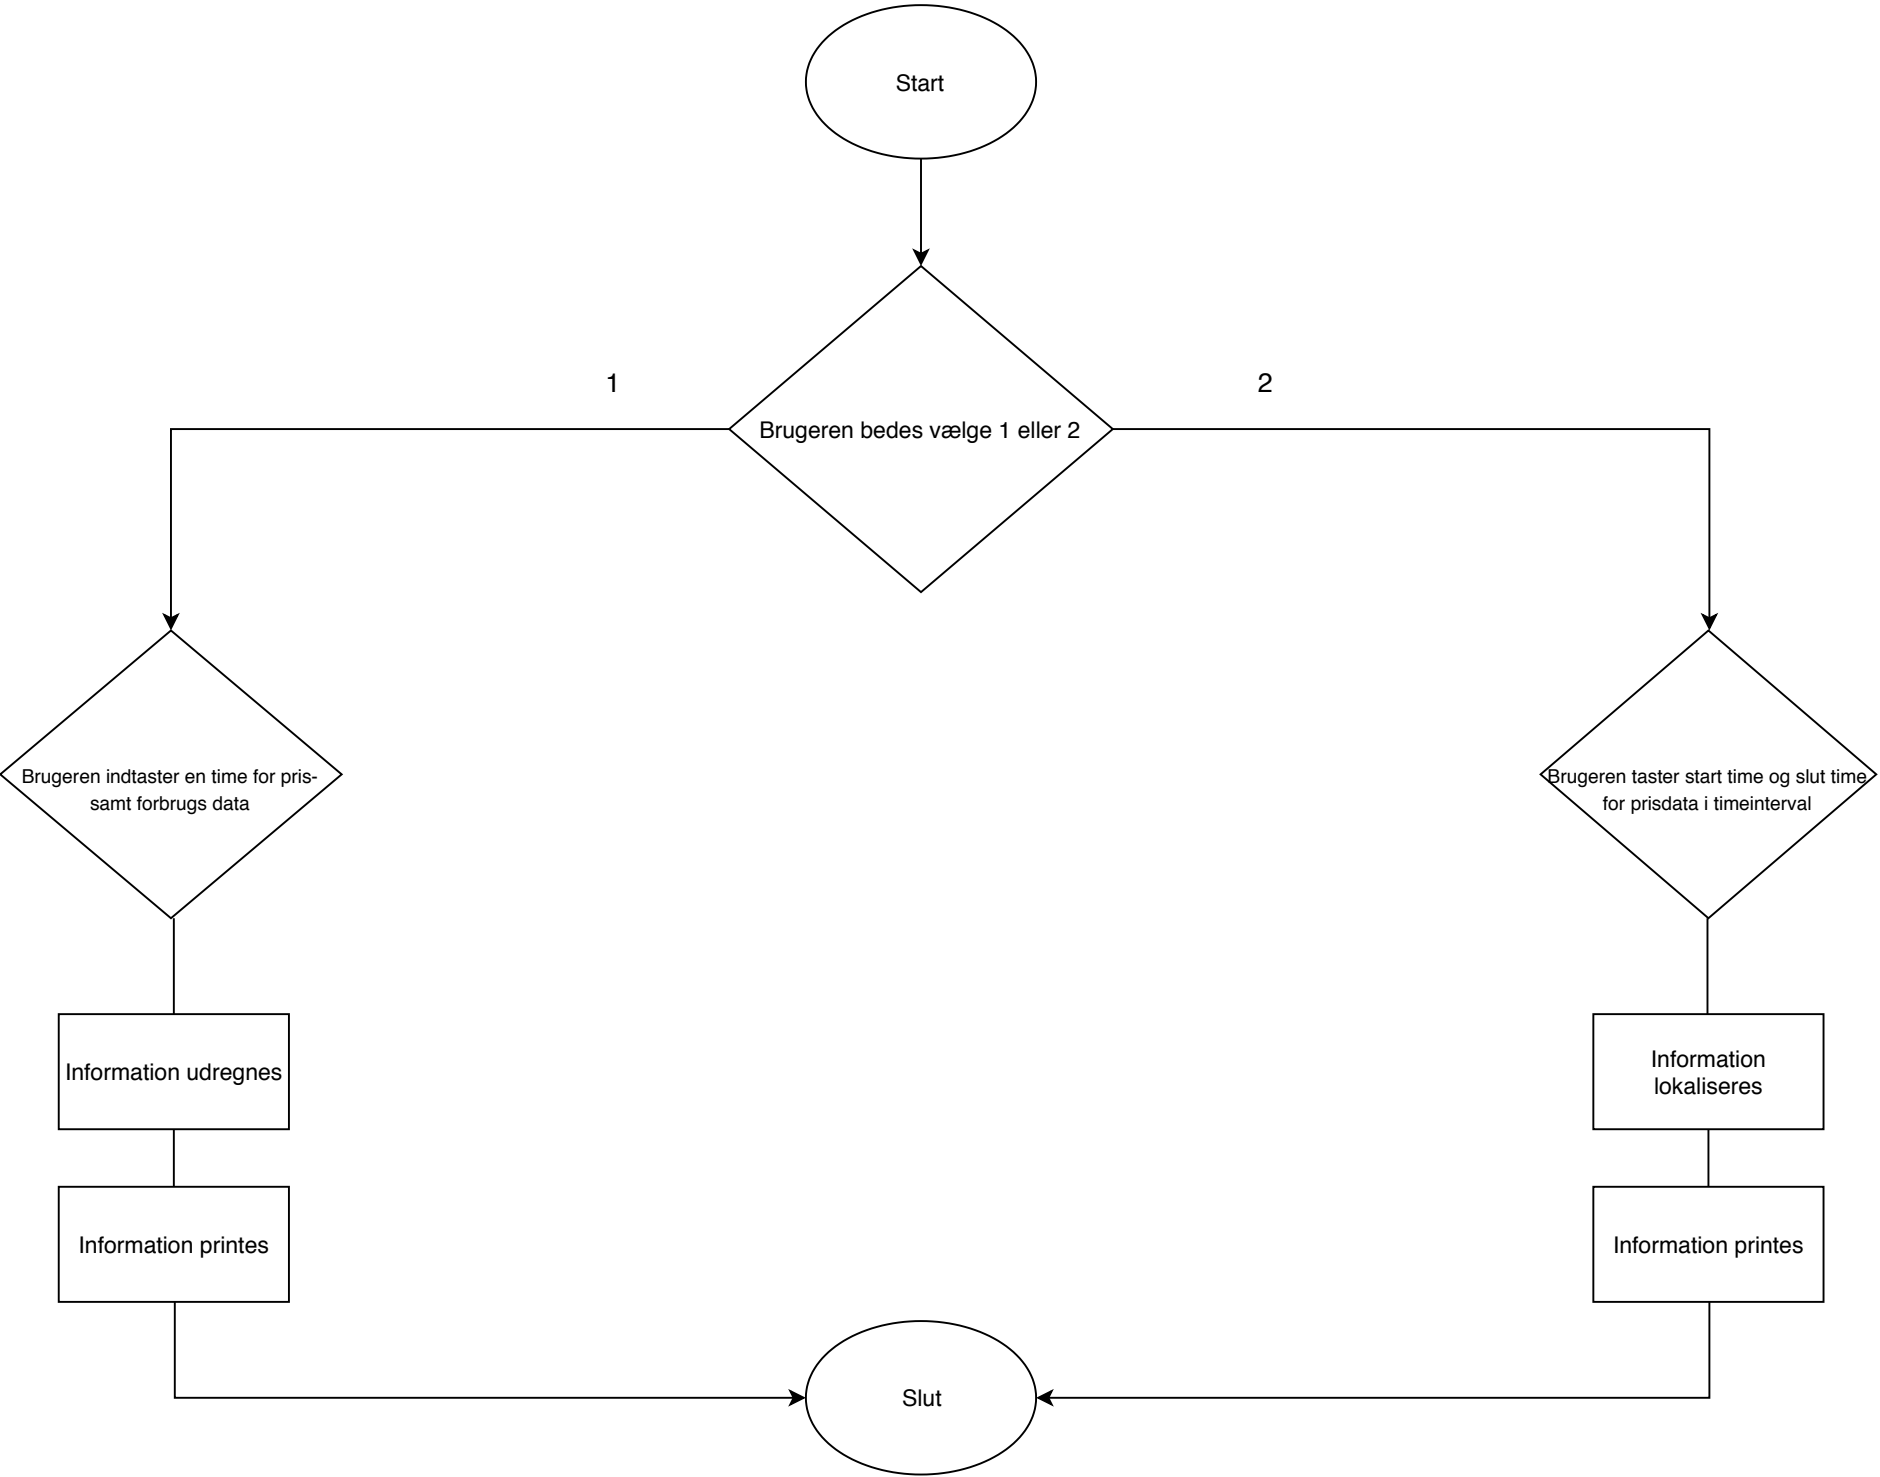 Start
1
2
Brugeren bedes vælge 1 eller 2
Brugeren indtaster en time for pris-
samt forbrugs data
Brugeren taster start time og slut time
for prisdata i timeinterval
Information udregnes
Information
lokaliseres
Information printes
Information printes
Slut